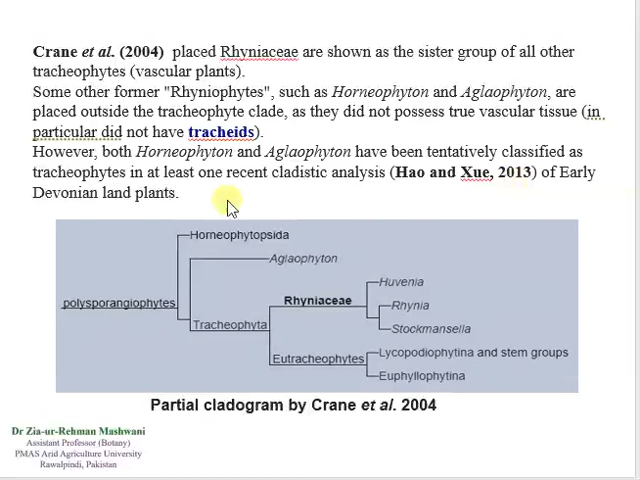 Crane et al. (2004) placed Rhyniaceae are shown as the sister group of all other
tracheophytes (vascular plants).
Some other former "Rhyniophytes", such as Horneophyton and Aglaophyton, are
placed outside the tracheophyte clade, as they did not possess true vascular tissue (in
particular did not have tracheids).
However, both Horneophyton and Aglaophyton have been tentatively classified as
tracheophytes in at least one recent cladistic analysis (Hao and Xue, 2013) of Early
Devonian land plants.
Horneophytopsida
Aglaophyton
Huvenia
polysporangiophytes
Rhyniaceae
Rhynia
Tracheophyta
Stockmansella
Eutracheophytes
Lycopodiophytina and stem groups
Euphyllophytina
Partial cladogram by Crane et al. 2004
Dr Zia-ur-Rehman Mashwani
Assistant Professor (Botany)
PMAS Arid Agriculture University
Rawalpindi, Pakistan